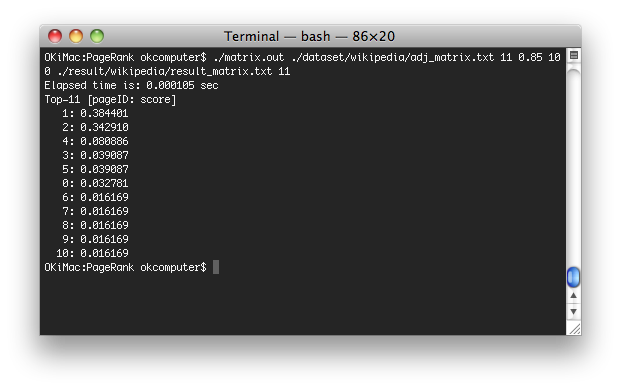 Terminal — bash — 86×20
OKiMac:PageRank okcomputer$ ./matrix.out ./dataset/wikipedia/adj_matrix.txt 11 0.85 10
0 ./result/wikipedia/result_matrix.txt 11
Elapsed time is: 0.000105 sec
Top-11 [pageID: score]
1: 0.384401
2: 0.342910
4: 0.080886
3: 0.039087
5: 0.039087
0: 0.032781
6: 0.016169
7: 0.016169
8: 0.016169
9: 0.016169
10: 0.016169
OKiMac:PageRank okcomputer$